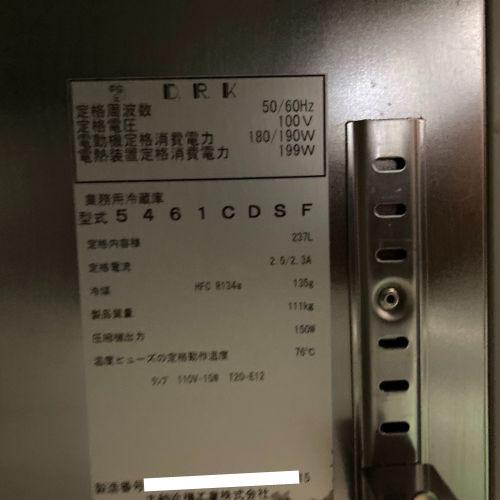 DRK
定格周波数 50/60Hz
定格電圧 100V
電動機定格消費電力 180/190W
電熱装置定格消費電力 199W
業務用冷蔵庫
型式 5461CDSF
定格内容積 237L
定格電流 2.5/2.3A
冷媒 HFC R134a 135g
製品質量 111kg
圧縮機出力 150W
温度ヒューズの定格動作温度 76℃
ランプ 110V-15W T20-E12
製造番号 15